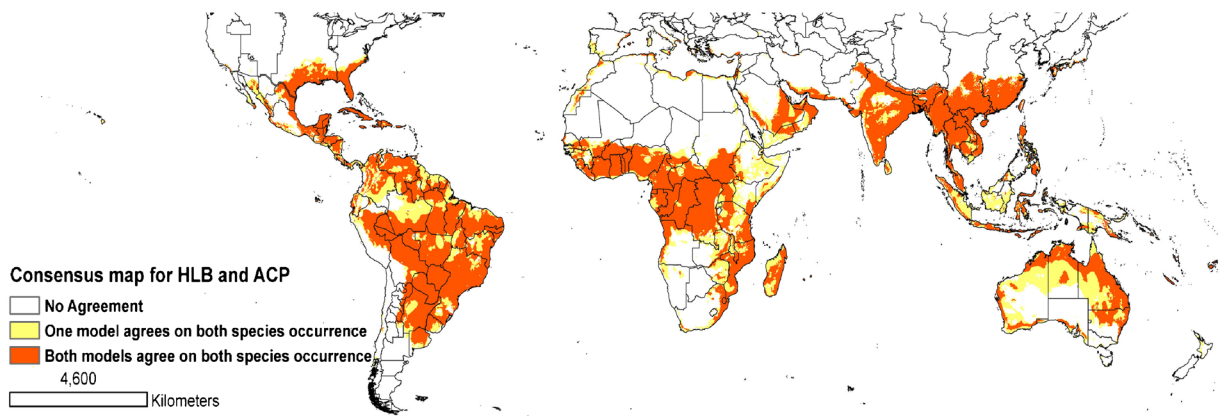 Consensus map for HLB and ACP
No Agreement
One model agrees on both species occurrence
Both models agree on both species occurrence
4,600
Kilometers